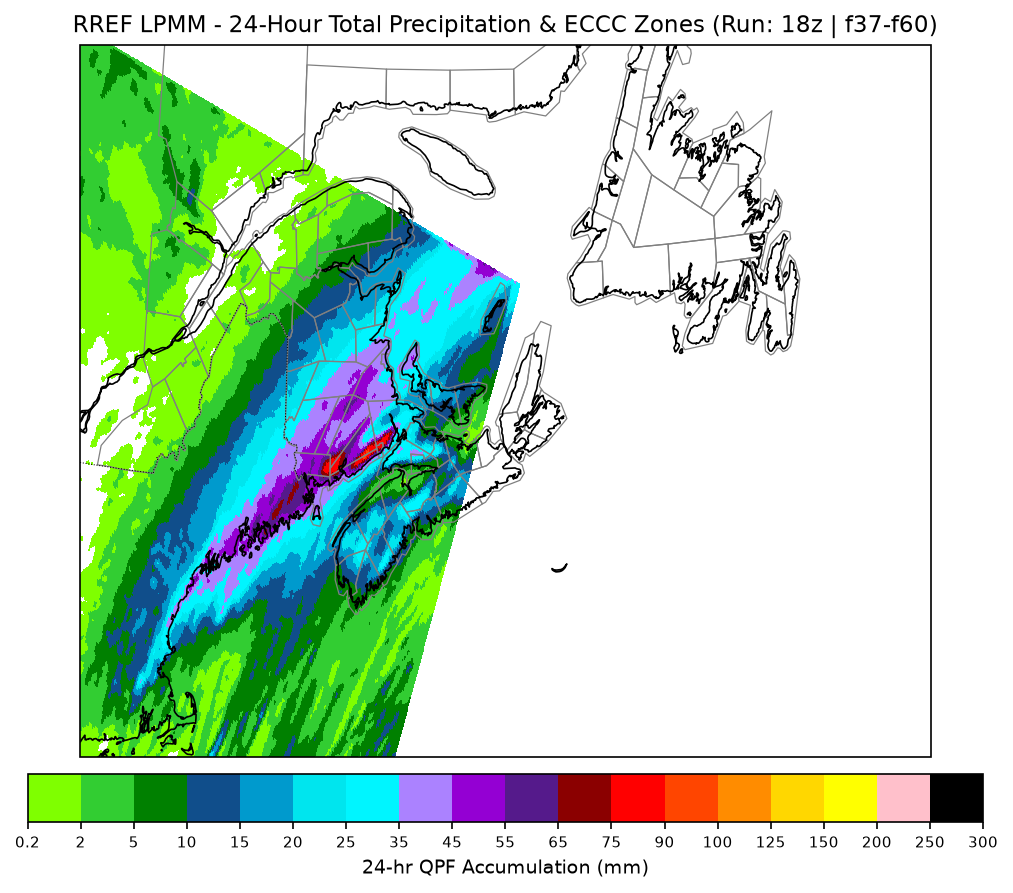 RREF LPMM - 24-Hour Total Precipitation & ECCC Zones (Run: 18z | f37-f60)
0.2 2 5 10 15 20 25 35 45 55 65 75 90 100 125 150 200 250 300
24-hr QPF Accumulation (mm)